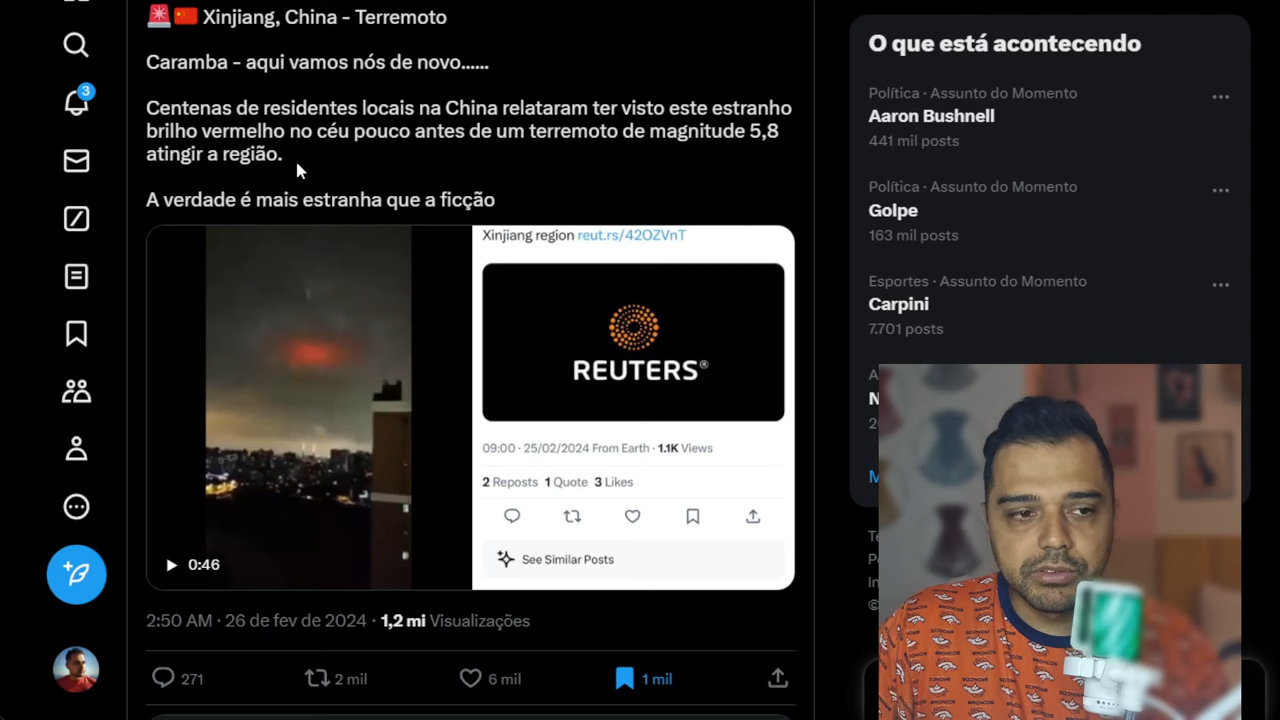 🚨🇨🇳 Xinjiang, China - Terremoto
Caramba - aqui vamos nós de novo......
Centenas de residentes locais na China relataram ter visto este estranho
brilho vermelho no céu pouco antes de um terremoto de magnitude 5,8
atingir a região.
A verdade é mais estranha que a ficção
Xinjiang region reut.rs/42OZVnT
REUTERS®
09:00 · 25/02/2024 From Earth · 1.1K Views
2 Reposts 1 Quote 3 Likes
See Similar Posts
0:46
2:50 AM · 26 de fev de 2024 · 1,2 mi Visualizações
271
2 mil
6 mil
1 mil
3
O que está acontecendo
Política · Assunto do Momento
Aaron Bushnell
441 mil posts
Política · Assunto do Momento
Golpe
163 mil posts
Esportes · Assunto do Momento
Carpini
7.701 posts
BRONCOS